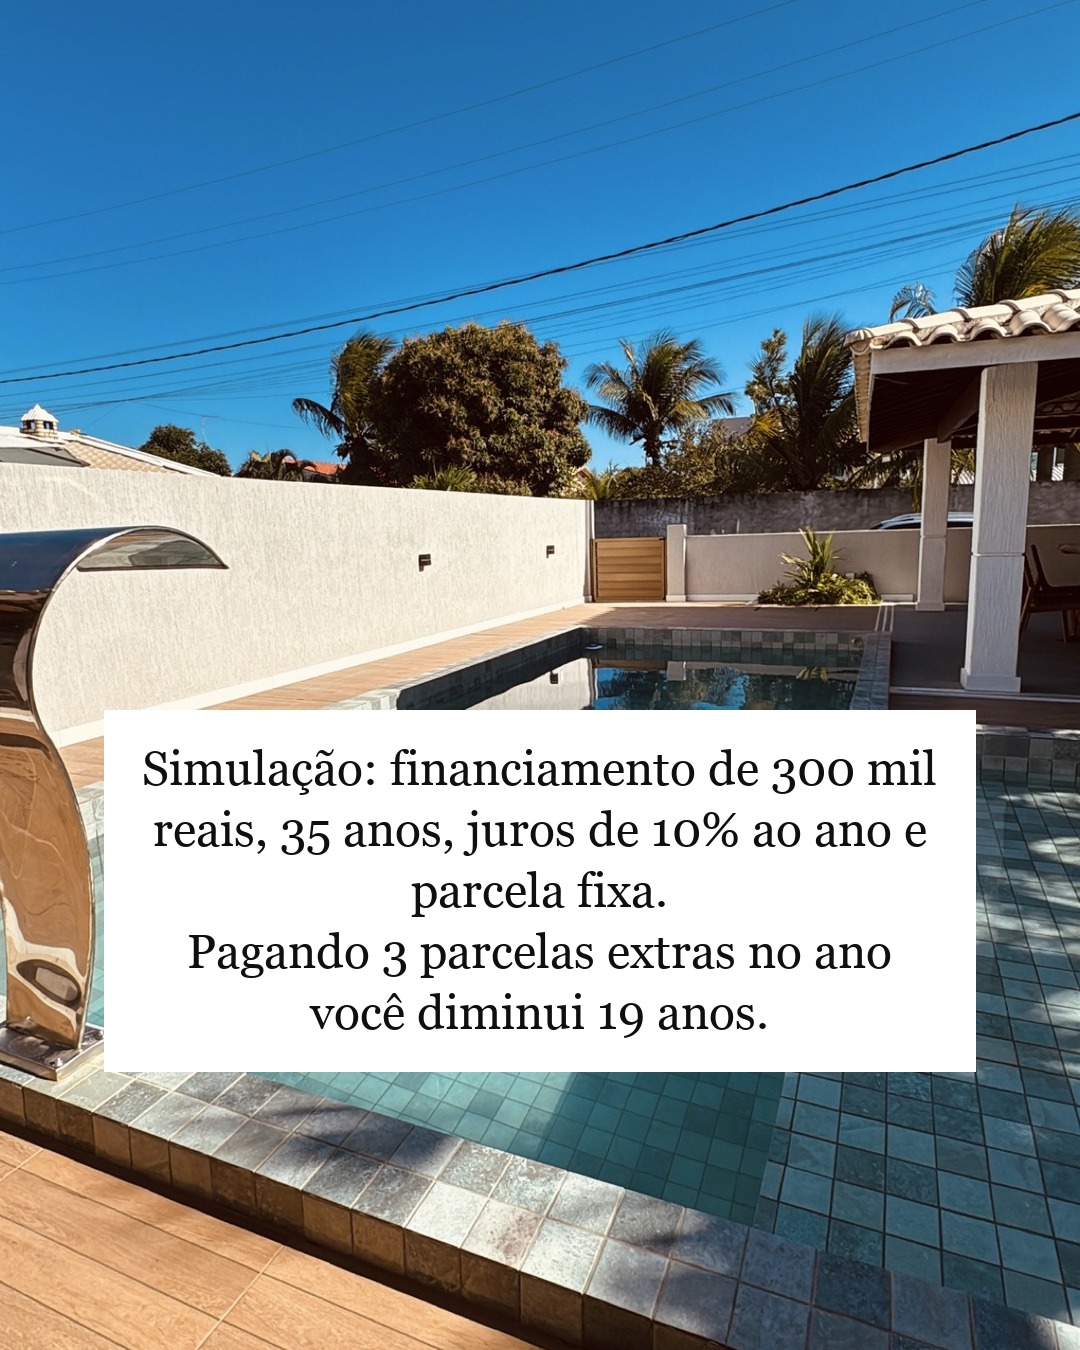 Simulação: financiamento de 300 mil
reais, 35 anos, juros de 10% ao ano e
parcela fixa.
Pagando 3 parcelas extras no ano
você diminui 19 anos.